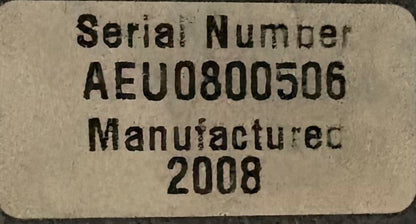 Serial Number
AEU0800506
Manufactured
2008